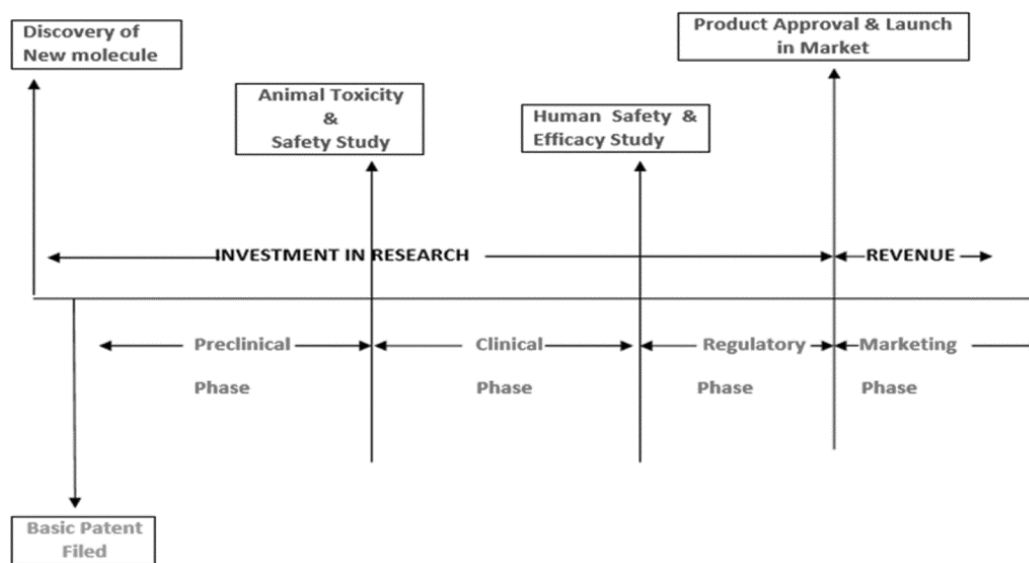 Discovery of
New molecule
Product Approval & Launch
in Market
Animal Toxicity
&
Safety Study
Human Safety &
Efficacy Study
INVESTMENT IN RESEARCH
REVENUE
Preclinical
Phase
Clinical
Phase
Regulatory
Phase
Marketing
Phase
Basic Patent
Filed